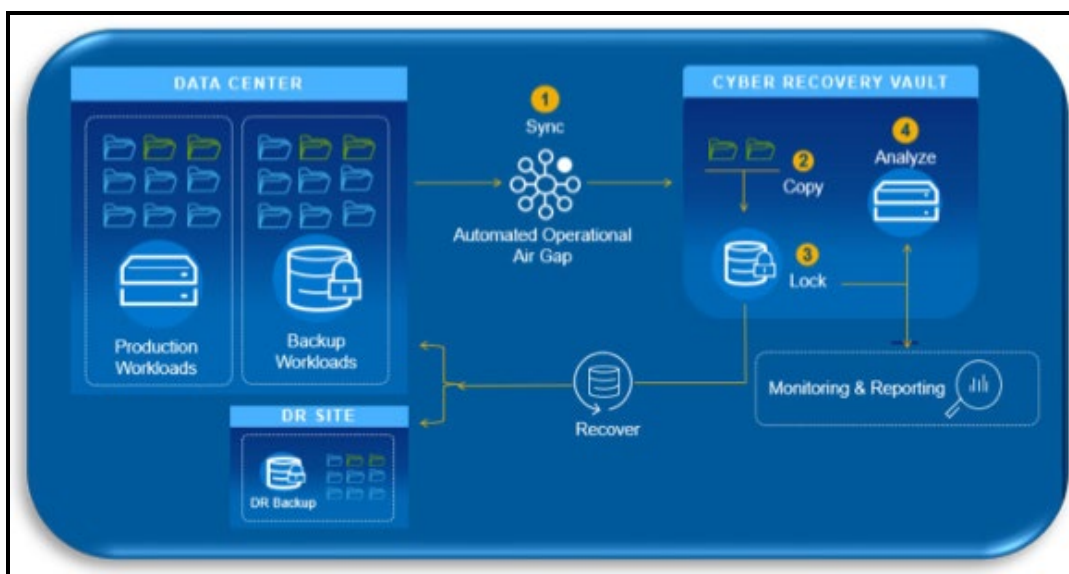 DATA CENTER
Production
Workloads
Backup
Workloads
1
Sync
Automated Operational
Air Gap
CYBER RECOVERY VAULT
2
Copy
3
Lock
4
Analyze
Monitoring & Reporting
Recover
DR SITE
DR Backup